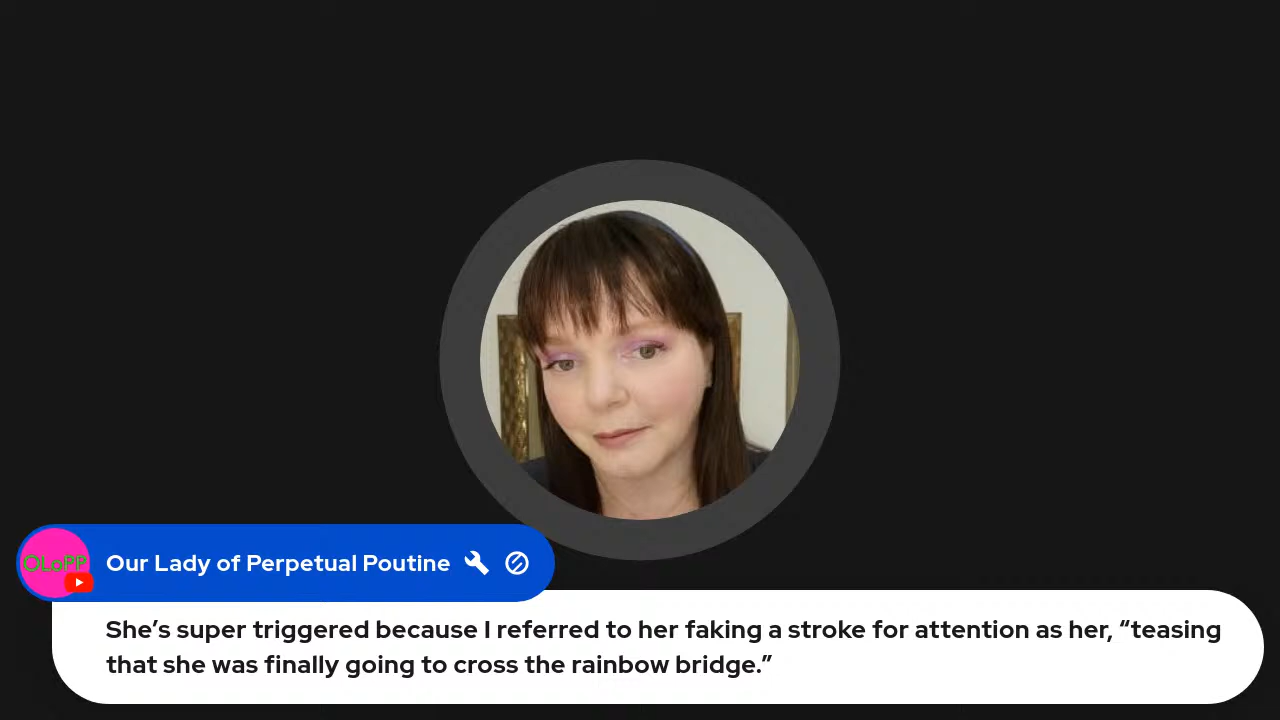 OLoPP
Our Lady of Perpetual Poutine
She's super triggered because I referred to her faking a stroke for attention as her, “teasing
that she was finally going to cross the rainbow bridge.”